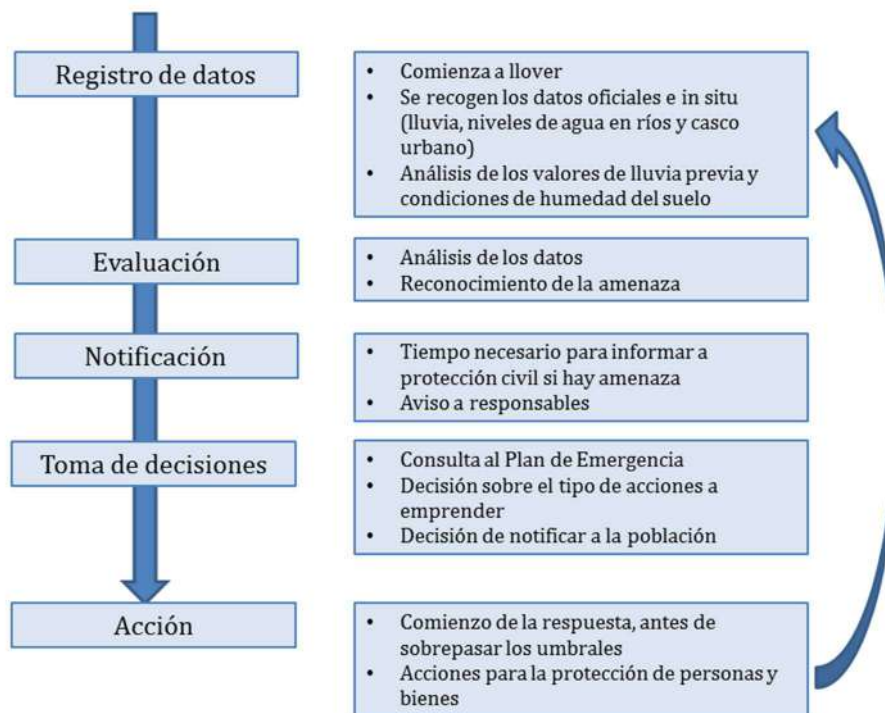 Registro de datos
• Comienza a llover
• Se recogen los datos oficiales e in situ
(lluvia, niveles de agua en ríos y casco
urbano)
• Análisis de los valores de lluvia previa y
condiciones de humedad del suelo
Evaluación
• Análisis de los datos
• Reconocimiento de la amenaza
Notificación
• Tiempo necesario para informar a
protección civil si hay amenaza
• Aviso a responsables
Toma de decisiones
• Consulta al Plan de Emergencia
• Decisión sobre el tipo de acciones a
emprender
• Decisión de notificar a la población
Acción
• Comienzo de la respuesta, antes de
sobrepasar los umbrales
• Acciones para la protección de personas y
bienes